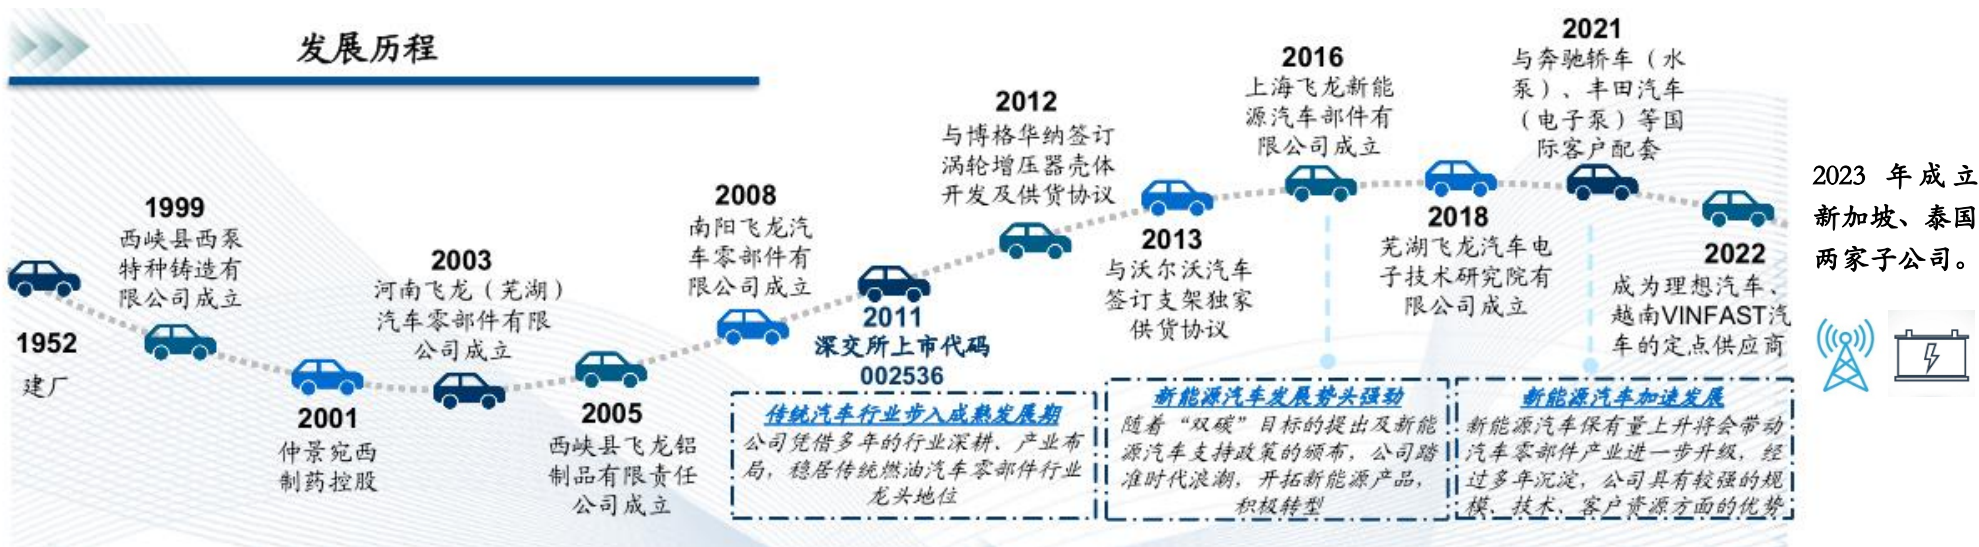 发展历程
1952
建厂
1999
西峡县西泵
特种铸造有
限公司成立
2001
仲景宛西
制药控股
2003
河南飞龙（芜湖）
汽车零部件有限
公司成立
2005
西峡县飞龙铝
制品有限责任
公司成立
2008
南阳飞龙汽
车零部件有
限公司成立
2011
深交所上市代码
002536
2012
与博格华纳签订
涡轮增压器壳体
开发及供货协议
2013
与沃尔沃汽车
签订支架独家
供货协议
2016
上海飞龙新能
源汽车部件有
限公司成立
2018
芜湖飞龙汽车电
子技术研究院有
限公司成立
2021
与奔驰轿车（水
泵）、丰田汽车
（电子泵）等国
际客户配套
2022
成为理想汽车、
越南VINFAST汽
车的定点供应商
2023 年成立
新加坡、泰国
两家子公司。
传统汽车行业步入成熟发展期
公司凭借多年的行业深耕、产业布
局，稳居传统燃油汽车零部件行业
龙头地位
新能源汽车发展势头强劲
随着“双碳”目标的提出及新能
源汽车支持政策的颁布，公司踏
准时代浪潮，开拓新能源产品，
积极转型
新能源汽车加速发展
新能源汽车保有量上升将会带动
汽车零部件产业进一步升级，经
过多年沉淀，公司具有较强的规
模、技术、客户资源方面的优势